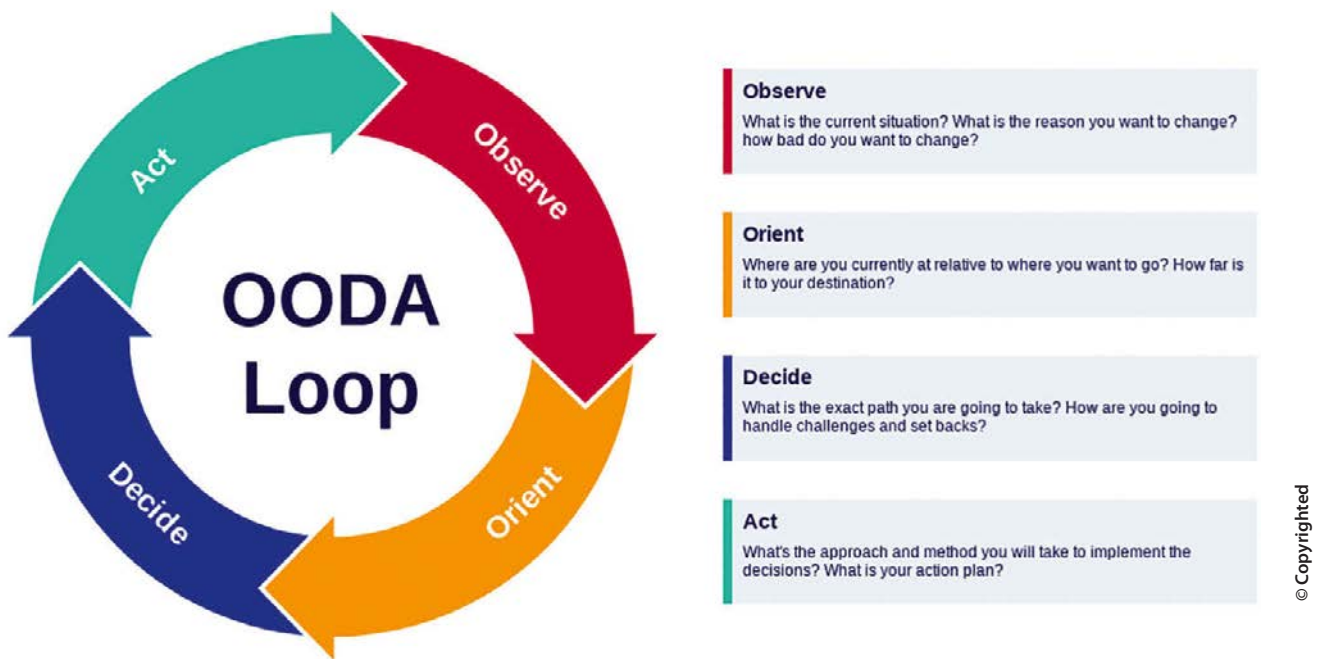 Act
Observe
OODA
Loop
Decide
Orient
Observe
What is the current situation? What is the reason you want to change?
how bad do you want to change?
Orient
Where are you currently at relative to where you want to go? How far is
it to your destination?
Decide
What is the exact path you are going to take? How are you going to
handle challenges and set backs?
Act
What's the approach and method you will take to implement the
decisions? What is your action plan?
© Copyrighted